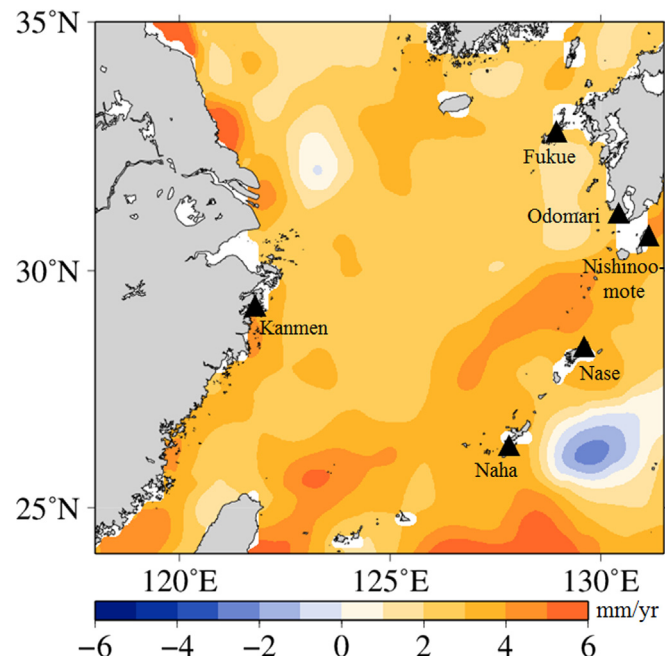 35°N
30°N
25°N
Fukue
Odomari
Nishinoo-
mote
Kanmen
Nase
Naha
120°E 125°E 130°E
mm/yr
−6 −4 −2 0 2 4 6